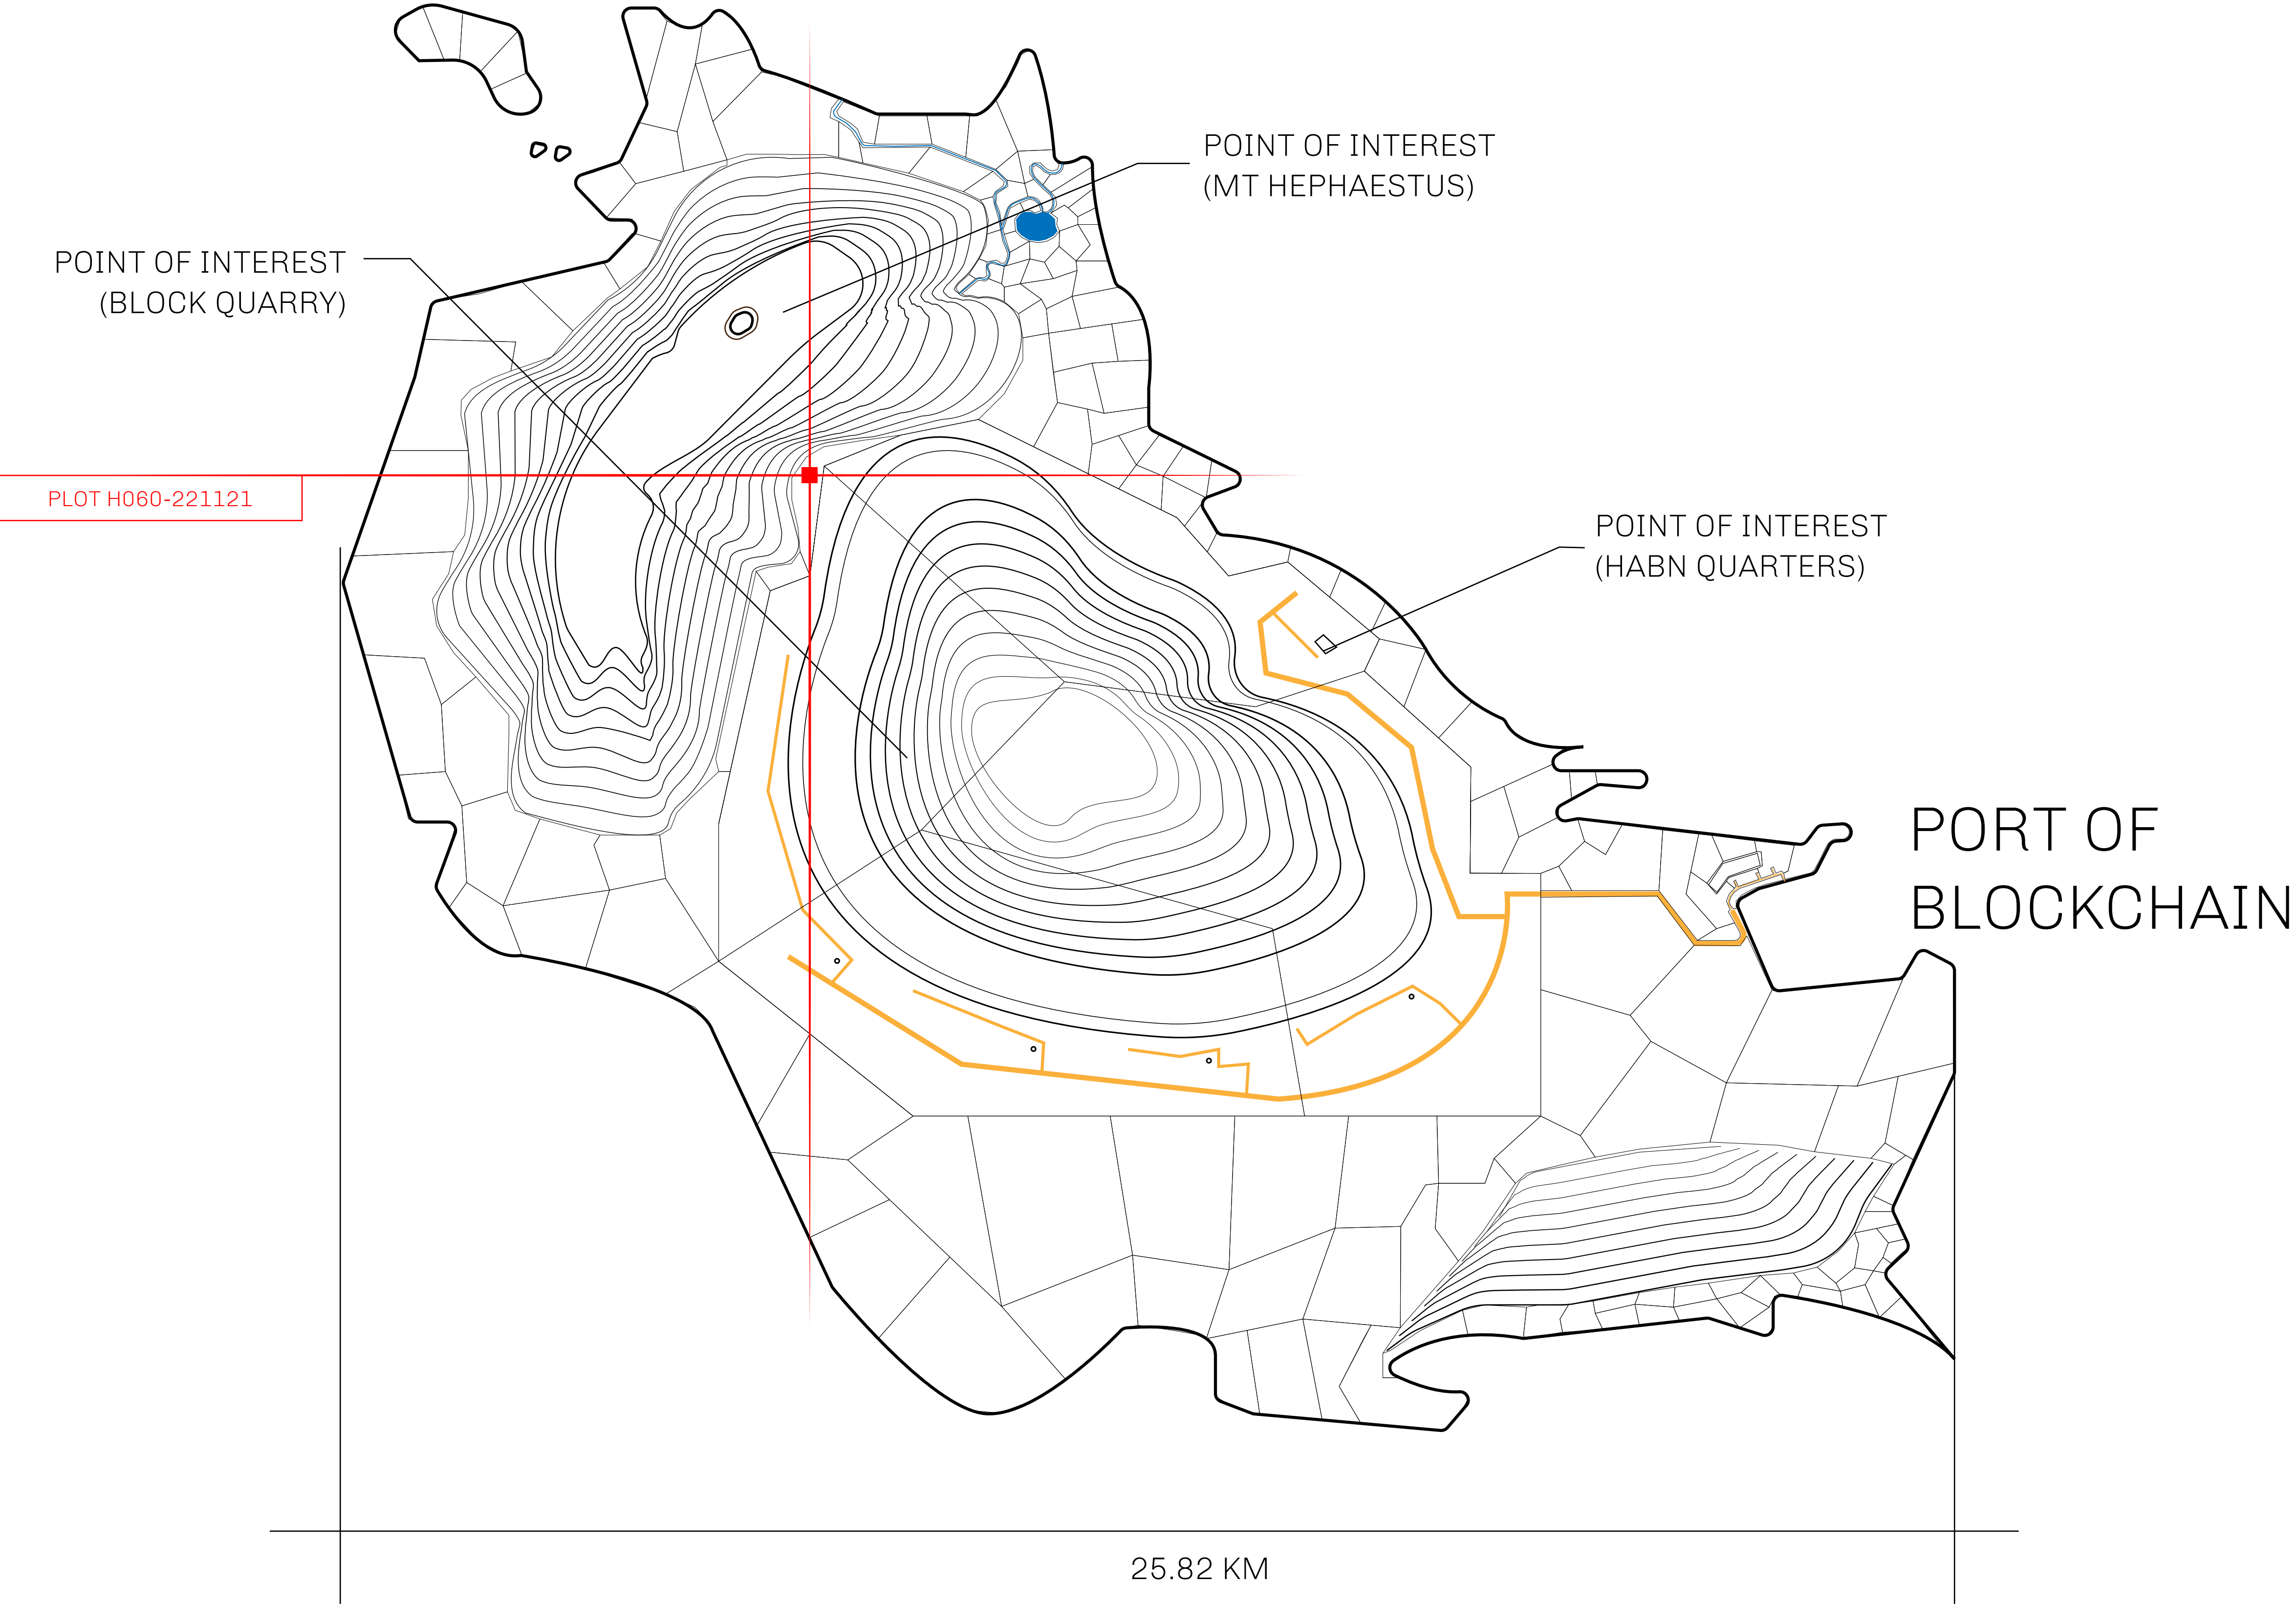 POINT OF INTEREST
(MT HEPHAESTUS)
POINT OF INTEREST
(BLOCK QUARRY)
PLOT H060-221121
POINT OF INTEREST
(HABN QUARTERS)
PORT OF
BLOCKCHAIN
25.82 KM